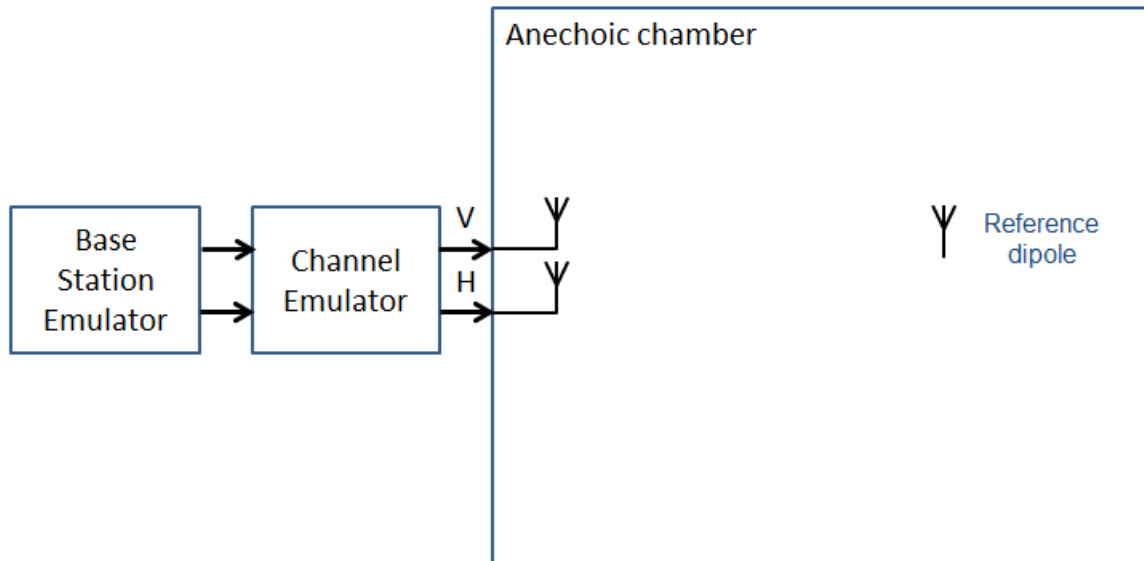 Anechoic chamber
V
H
Base
Station
Emulator
Channel
Emulator
Reference
dipole